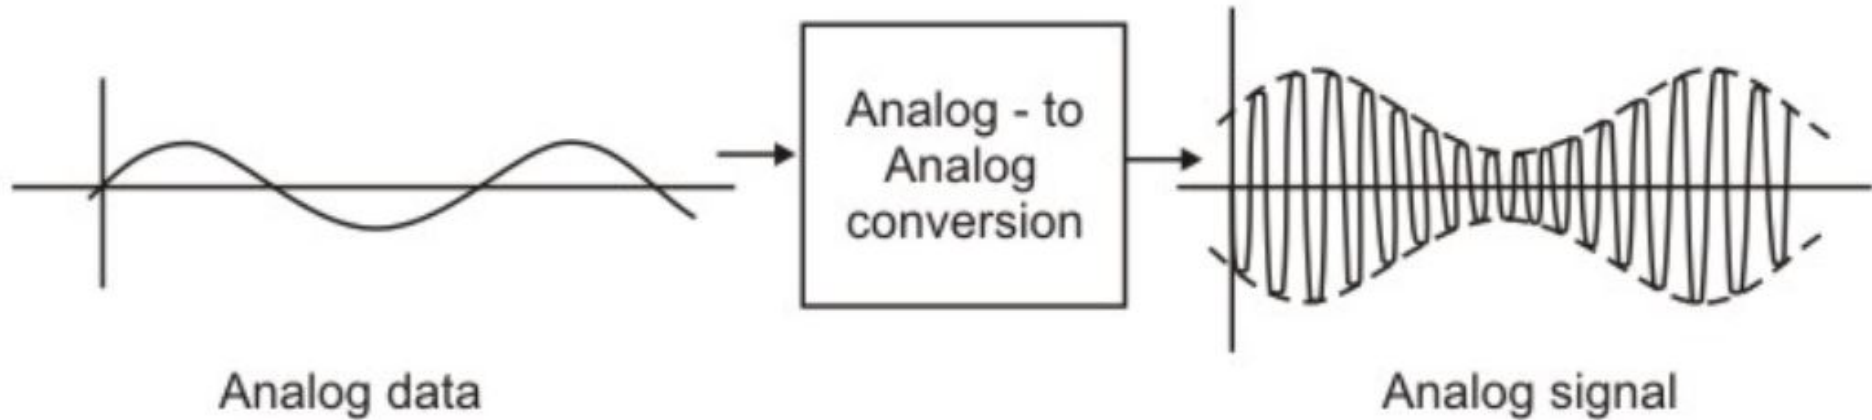 Analog - to
Analog
conversion
Analog data
Analog signal